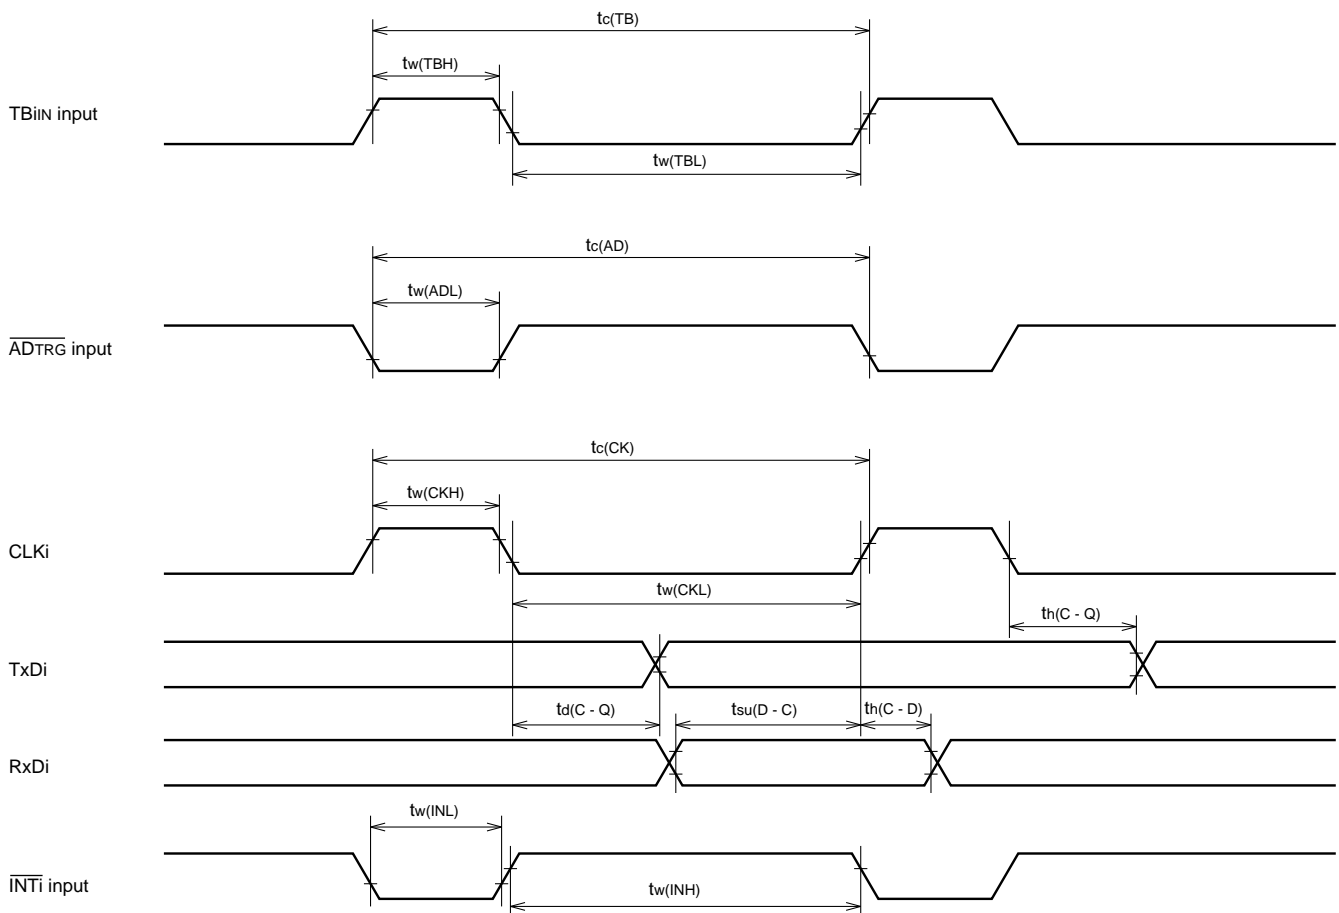 tc(TB)
tw(TBH)
TBiIN input
tw(TBL)
tc(AD)
tw(ADL)
ADTRG input
tc(CK)
tw(CKH)
CLKi
tw(CKL)
th(C - Q)
TxDi
td(C - Q)
tsu(D - C)
th(C - D)
RxDi
tw(INL)
INTi input
tw(INH)